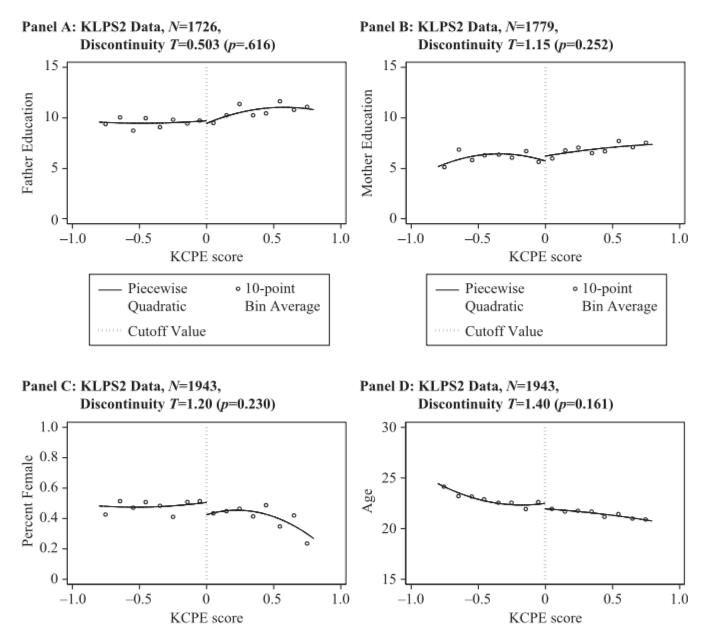 Panel A: KLPS2 Data, N=1726,
Discontinuity T=0.503 (p=.616)
15
10
5
0
Father Education
−1.0 −0.5 0 0.5 1.0
KCPE score
Piecewise Quadratic
10-point Bin Average
Cutoff Value
Panel B: KLPS2 Data, N=1779,
Discontinuity T=1.15 (p=0.252)
15
10
5
0
Mother Education
−1.0 −0.5 0 0.5 1.0
KCPE score
Piecewise Quadratic
10-point Bin Average
Cutoff Value
Panel C: KLPS2 Data, N=1943,
Discontinuity T=1.20 (p=0.230)
1.0
0.8
0.6
0.4
0.2
0
Percent Female
−1.0 −0.5 0 0.5 1.0
KCPE score
Panel D: KLPS2 Data, N=1943,
Discontinuity T=1.40 (p=0.161)
30
25
20
15
Age
−1.0 −0.5 0 0.5 1.0
KCPE score